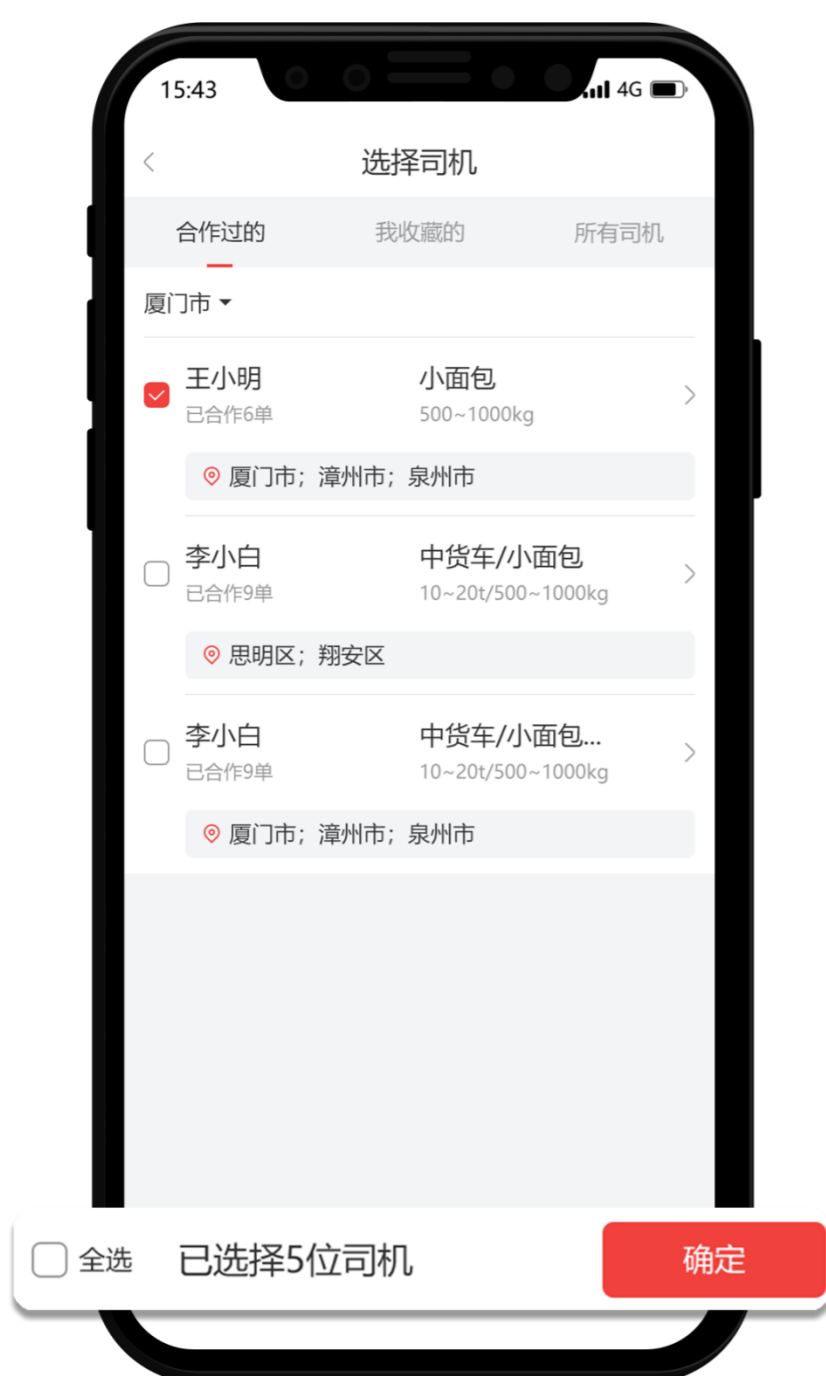 15:43 4G
选择司机
合作过的 我收藏的 所有司机
厦门市
王小明 小面包
已合作6单 500~1000kg
厦门市；漳州市；泉州市
李小白 中货车/小面包
已合作9单 10~20t/500~1000kg
思明区；翔安区
李小白 中货车/小面包...
已合作9单 10~20t/500~1000kg
厦门市；漳州市；泉州市
全选 已选择5位司机 确定